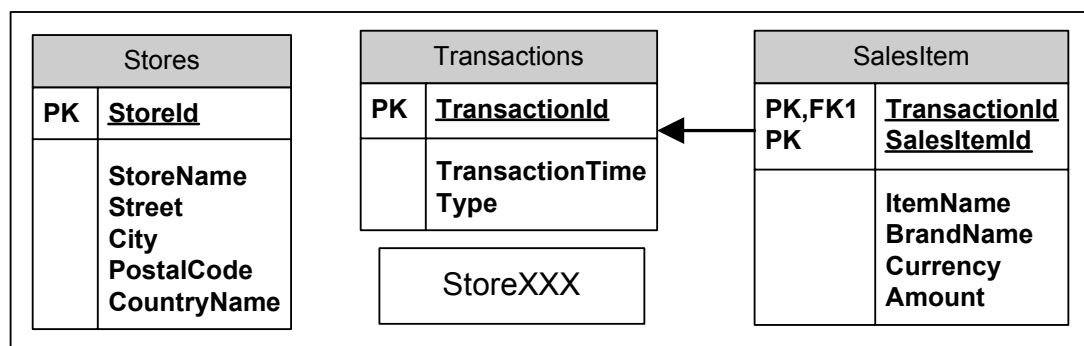 Stores
PK StoreId
StoreName
Street
City
PostalCode
CountryName
Transactions
PK TransactionId
TransactionTime
Type
StoreXXX
SalesItem
PK,FK1 TransactionId
PK SalesItemId
ItemName
BrandName
Currency
Amount